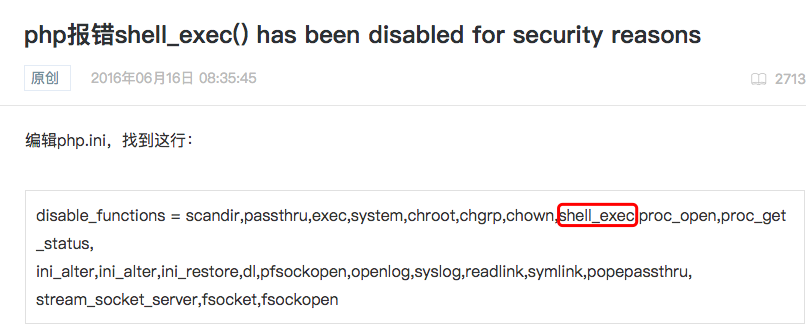 php报错shell_exec() has been disabled for security reasons
原创 2016年06月16日 08:35:45 2713
编辑php.ini，找到这行：
disable_functions = scandir,passthru,exec,system,chroot,chgrp,chown,shell_exec,proc_open,proc_get
_status,
ini_alter,ini_alter,ini_restore,dl,pfsockopen,openlog,syslog,readlink,symlink,popepassthru,
stream_socket_server,fsocket,fsockopen